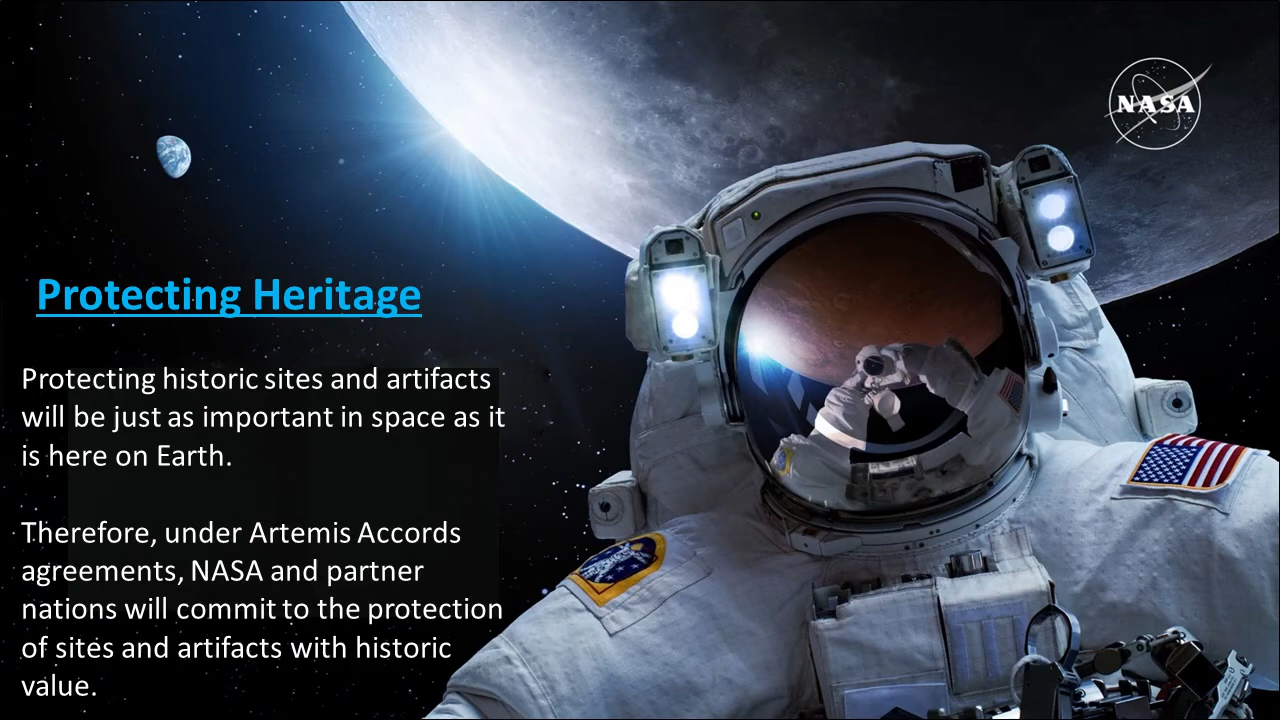 NASA
Protecting Heritage
Protecting historic sites and artifacts
will be just as important in space as it
is here on Earth.
Therefore, under Artemis Accords
agreements, NASA and partner
nations will commit to the protection
of sites and artifacts with historic
value.